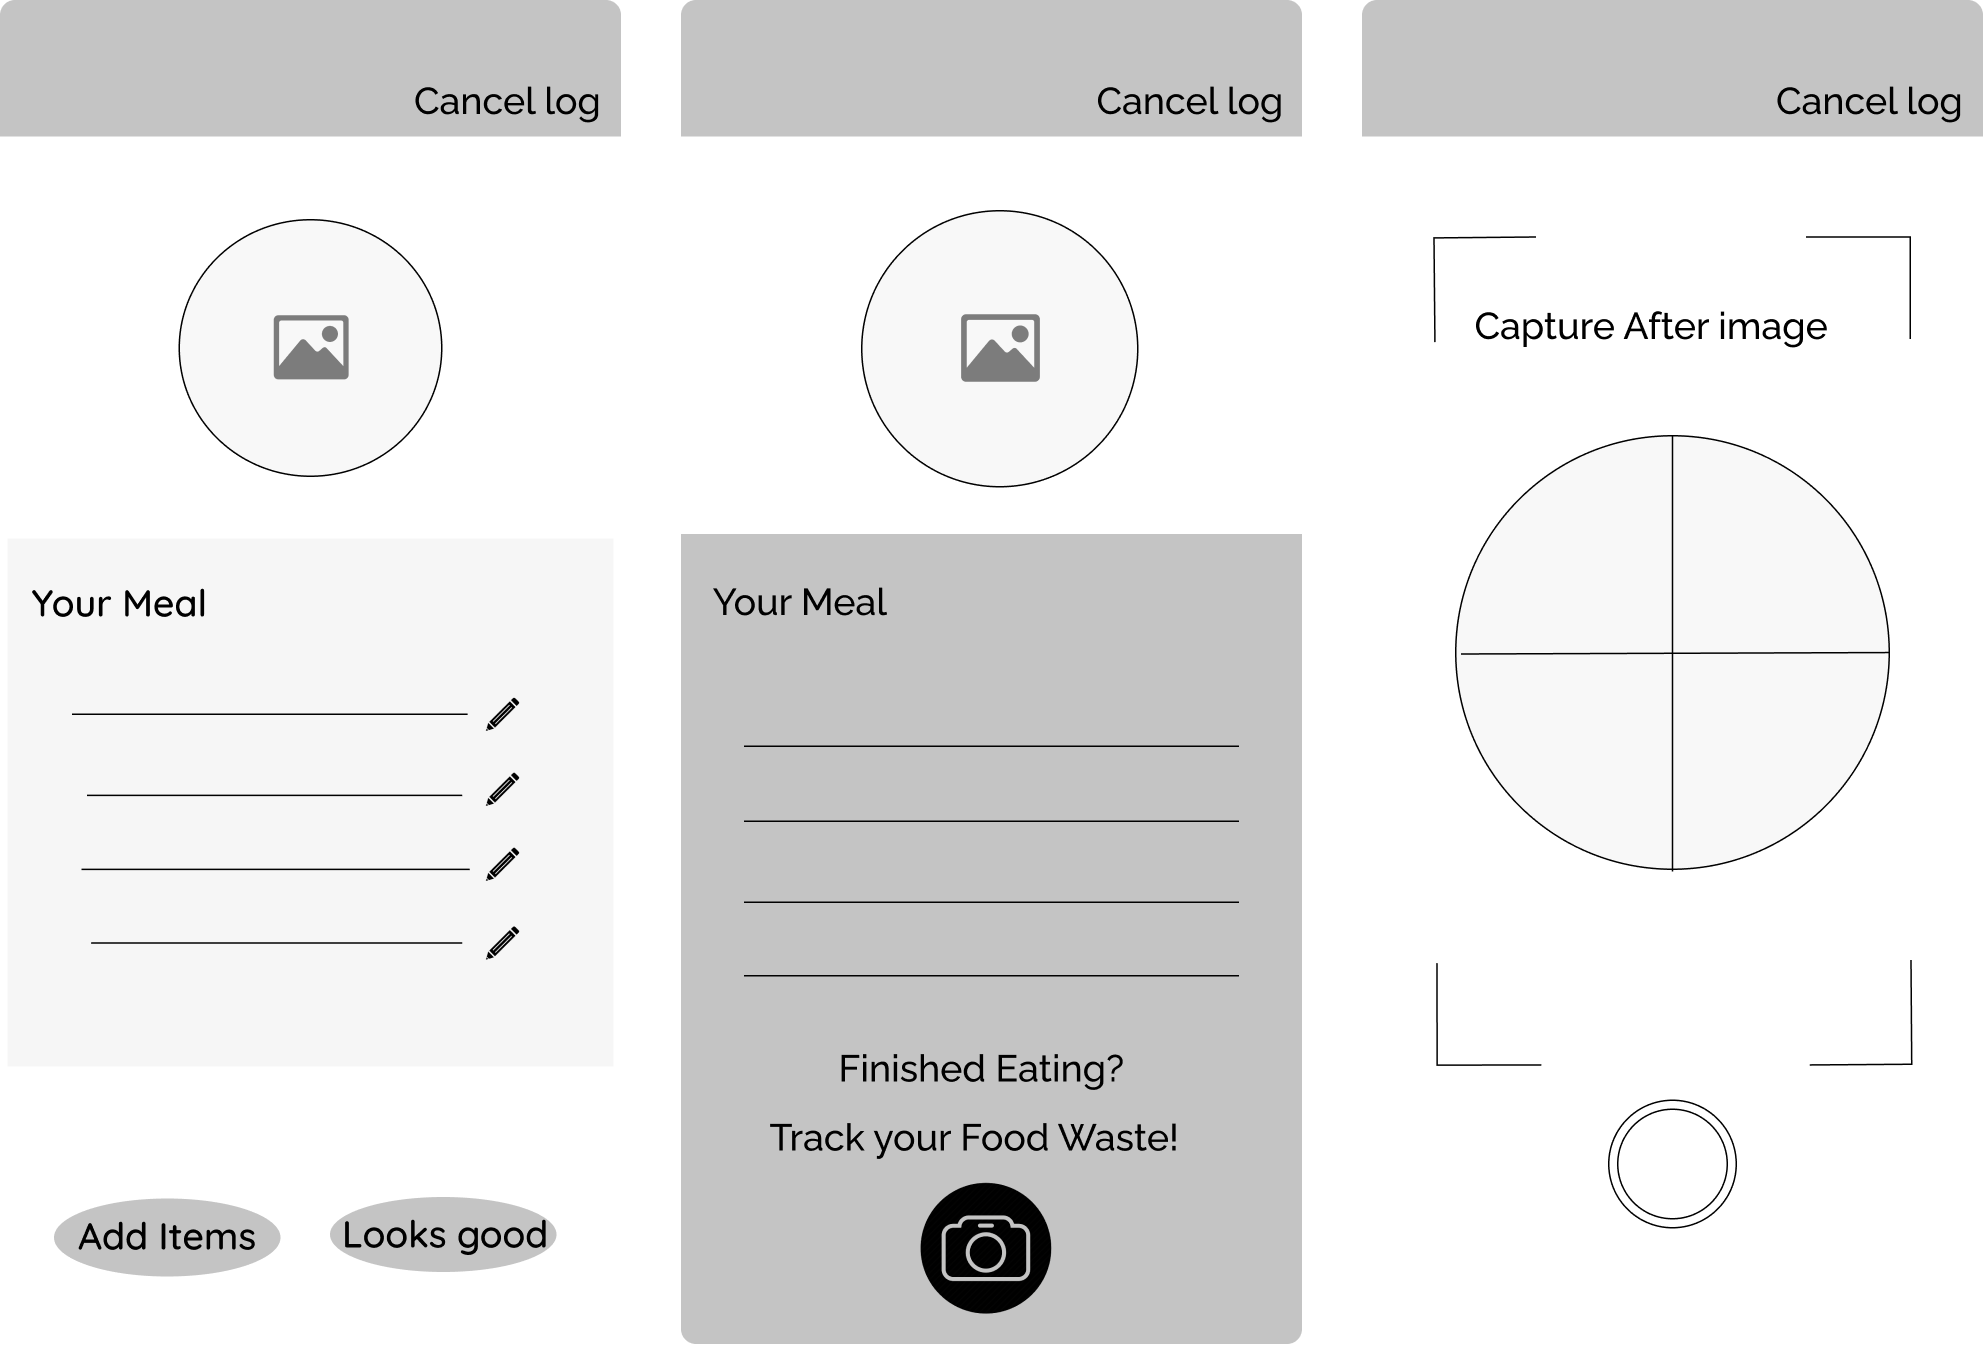 Cancel log
Your Meal
Add Items
Looks good
Cancel log
Your Meal
Finished Eating?
Track your Food Waste!
Cancel log
Capture After image